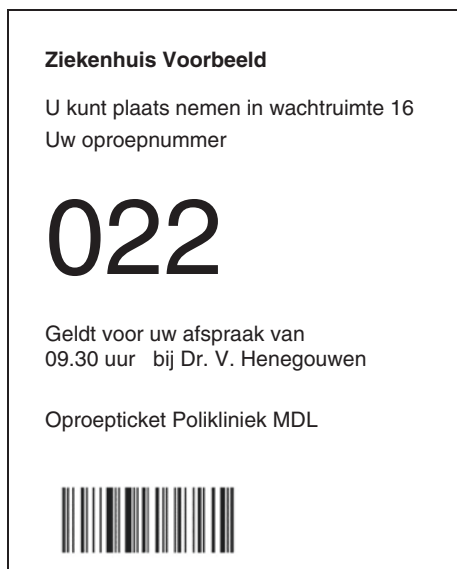 Ziekenhuis Voorbeeld
U kunt plaats nemen in wachtruimte 16
Uw oproepnummer
022
Geldt voor uw afspraak van
09.30 uur bij Dr. V. Henegouwen
Oproepticket Polikliniek MDL